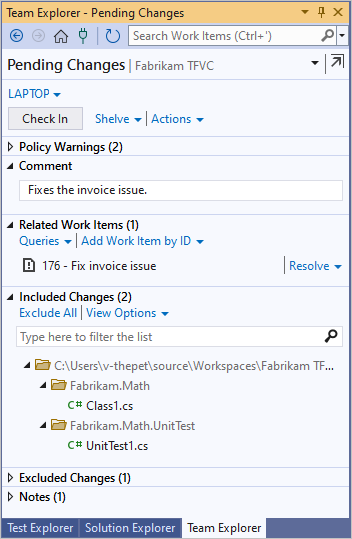 Team Explorer - Pending Changes
Search Work Items (Ctrl+')
Pending Changes | Fabrikam TFVC
LAPTOP
Check In Shelve Actions
Policy Warnings (2)
Comment
Fixes the invoice issue.
Related Work Items (1)
Queries Add Work Item by ID
176 - Fix invoice issue Resolve
Included Changes (2)
Exclude All View Options
Type here to filter the list
C:\Users\v-thepet\source\Workspaces\Fabrikam TF...
Fabrikam.Math
C# Class1.cs
Fabrikam.Math.UnitTest
C# UnitTest1.cs
Excluded Changes (1)
Notes (1)
Test Explorer Solution Explorer Team Explorer